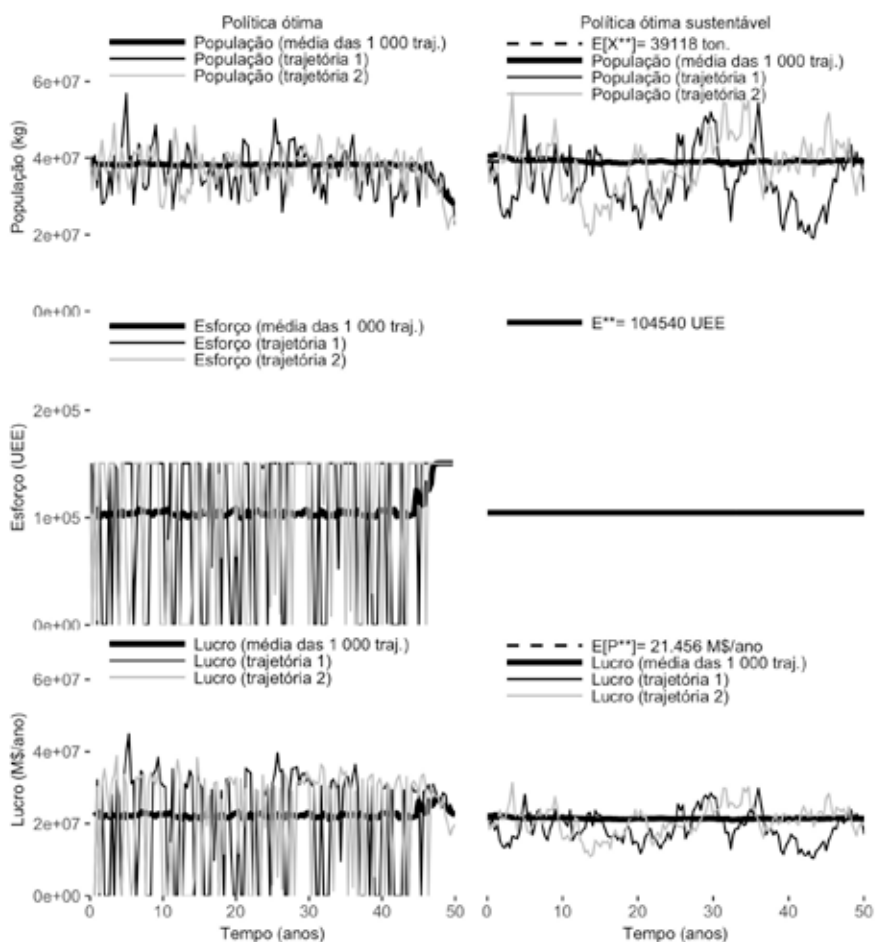 Política ótima
População (média das 1 000 traj.)
População (trajetória 1)
População (trajetória 2)
Política ótima sustentável
E[X**]= 39118 ton.
População (média das 1 000 traj.)
População (trajetória 1)
População (trajetória 2)
População (kg)
6e+07
4e+07
2e+07
0e+00
Esforço (média das 1 000 traj.)
Esforço (trajetória 1)
Esforço (trajetória 2)
E**= 104540 UEE
Esforço (UEE)
2e+05
1e+05
0e+00
Lucro (média das 1 000 traj.)
Lucro (trajetória 1)
Lucro (trajetória 2)
E[P**]= 21.456 M$/ano
Lucro (média das 1 000 traj.)
Lucro (trajetória 1)
Lucro (trajetória 2)
Lucro (M$/ano)
6e+07
4e+07
2e+07
0e+00
0 10 20 30 40 50
0 10 20 30 40 50
Tempo (anos)
Tempo (anos)